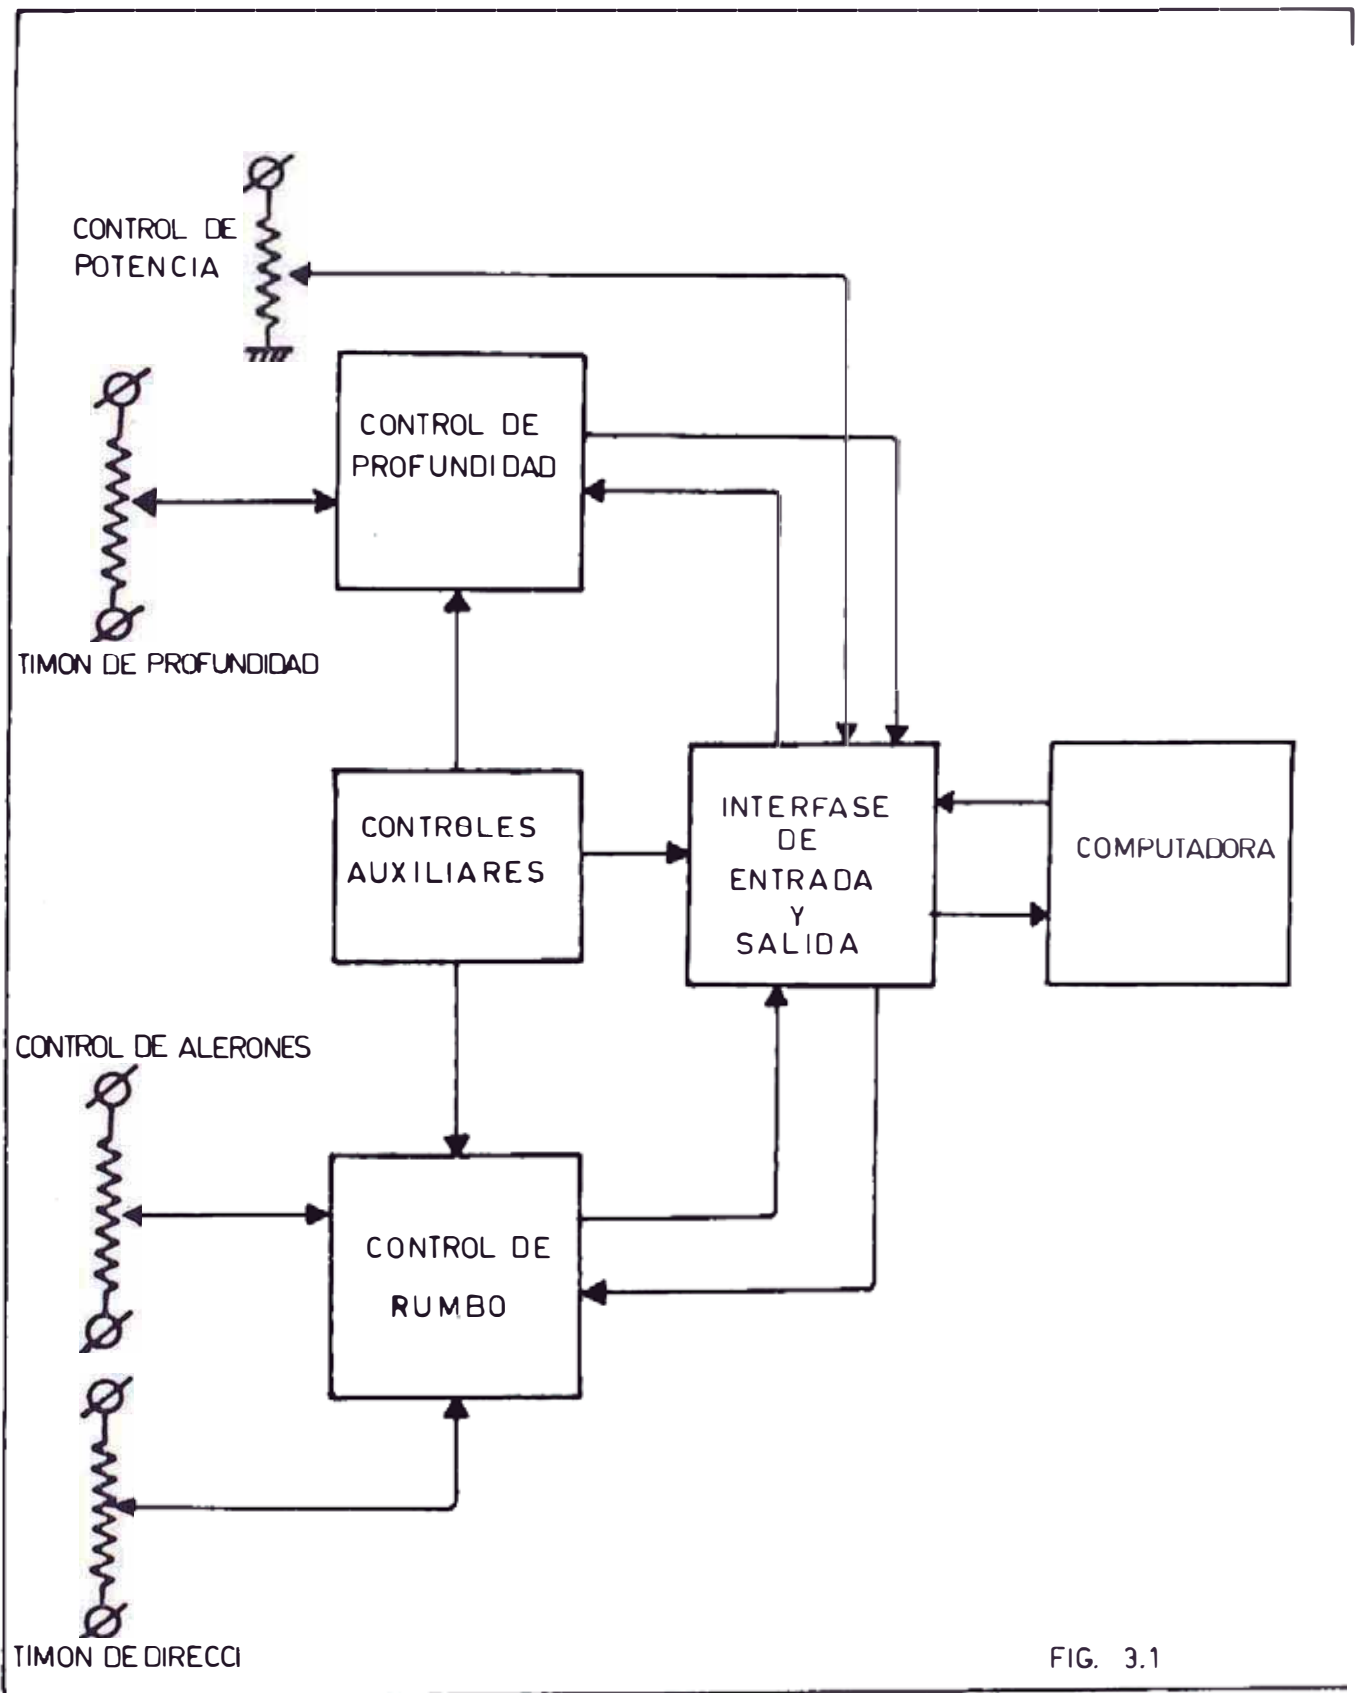 CONTROL DE
POTENCIA
CONTROL DE
PROFUNDIDAD
TIMON DE PROFUNDIDAD
CONTROLES
AUXILIARES
INTERFASE
DE
ENTRADA
Y
SALIDA
COMPUTADORA
CONTROL DE ALERONES
CONTROL DE
RUMBO
TIMON DE DIRECCI
FIG. 3.1